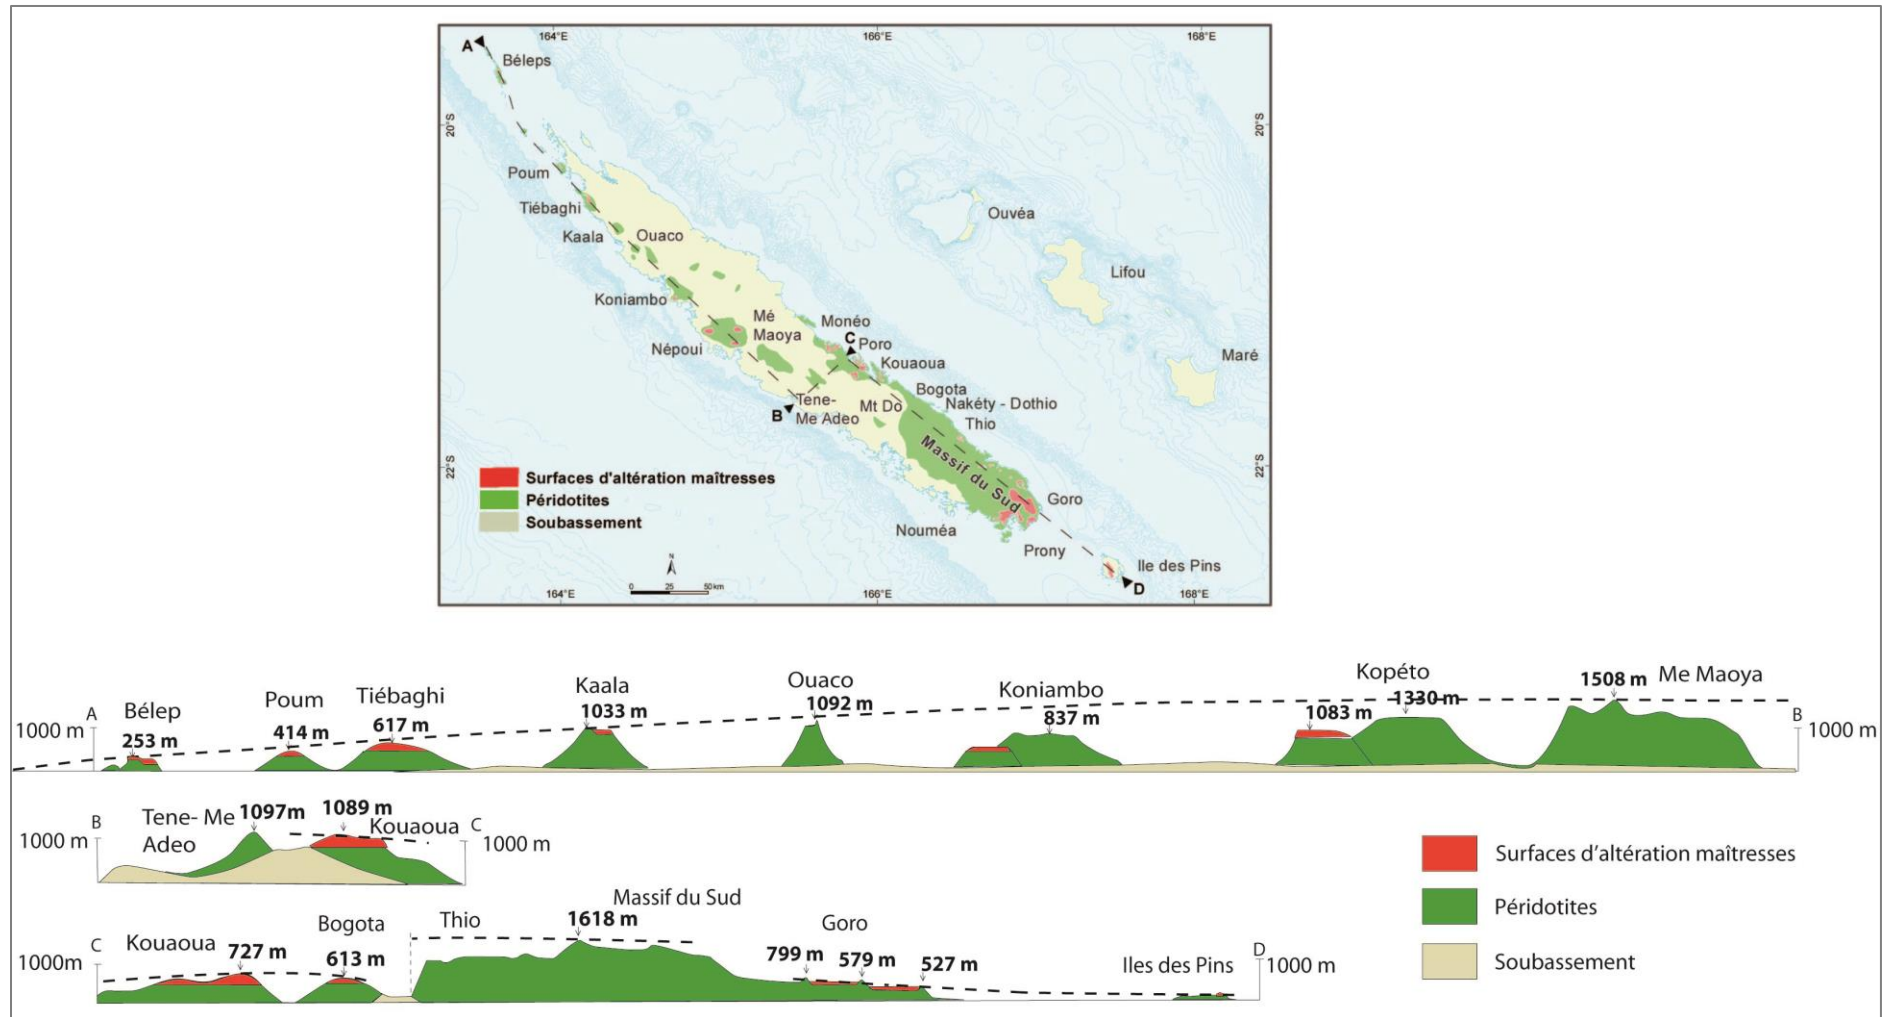 164°E 166°E 168°E
A
Béleps
20°S 20°S
Poum
Tiébaghi
Kaala
Ouaco
Ouvéa
Lifou
Koniambo
Mé
Maoya
Monéo
C
Poro
Népoui
Kouaoua
Maré
Bogota
B
Tene-
Me Adeo
Mt Do
Nakéty - Dothio
Thio
22°S 22°S
Massif du Sud
Surfaces d'altération maîtresses
Péridotites
Soubassement
Goro
Nouméa
Prony
Ile des Pins
D
N
0 25 50 km
164°E 166°E 168°E
A
1000 m
Bélep
253 m
Poum
414 m
Tiébaghi
617 m
Kaala
1033 m
Ouaco
1092 m
Koniambo
837 m
1083 m
Kopéto
1330 m
1508 m
Me Maoya
B
1000 m
B
1000 m
Tene- Me
Adeo
1097m
1089 m
Kouaoua
C
1000 m
C
1000m
Kouaoua
727 m
Bogota
613 m
Thio
Massif du Sud
1618 m
Goro
799 m
579 m
527 m
Iles des Pins
D
1000 m
Surfaces d’altération maîtresses
Péridotites
Soubassement